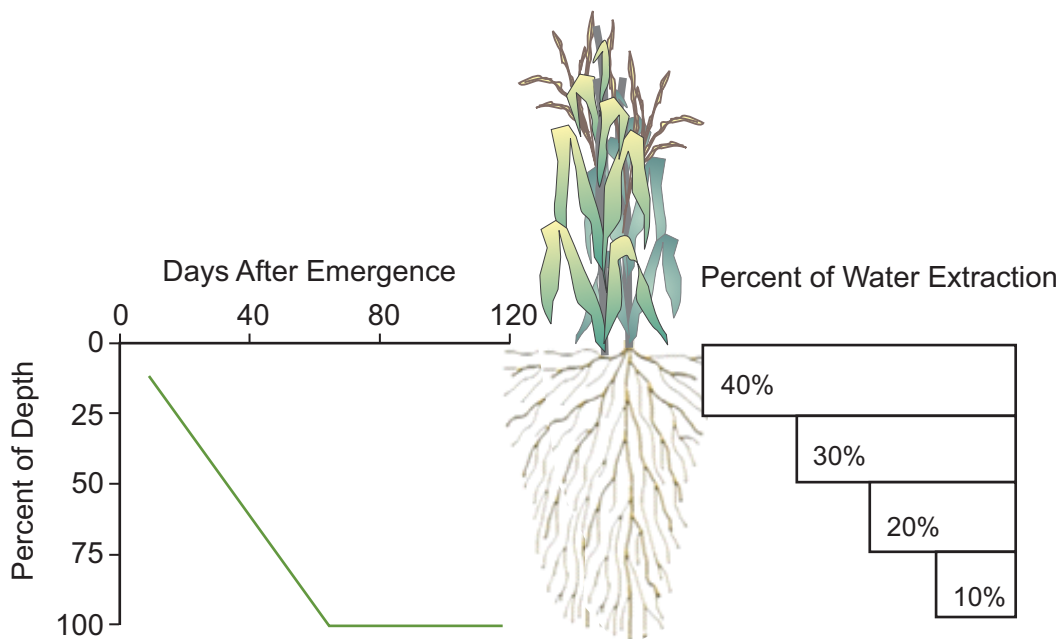 Days After Emergence
0 40 80 120
Percent of Depth
0
25
50
75
100
Percent of Water Extraction
40%
30%
20%
10%